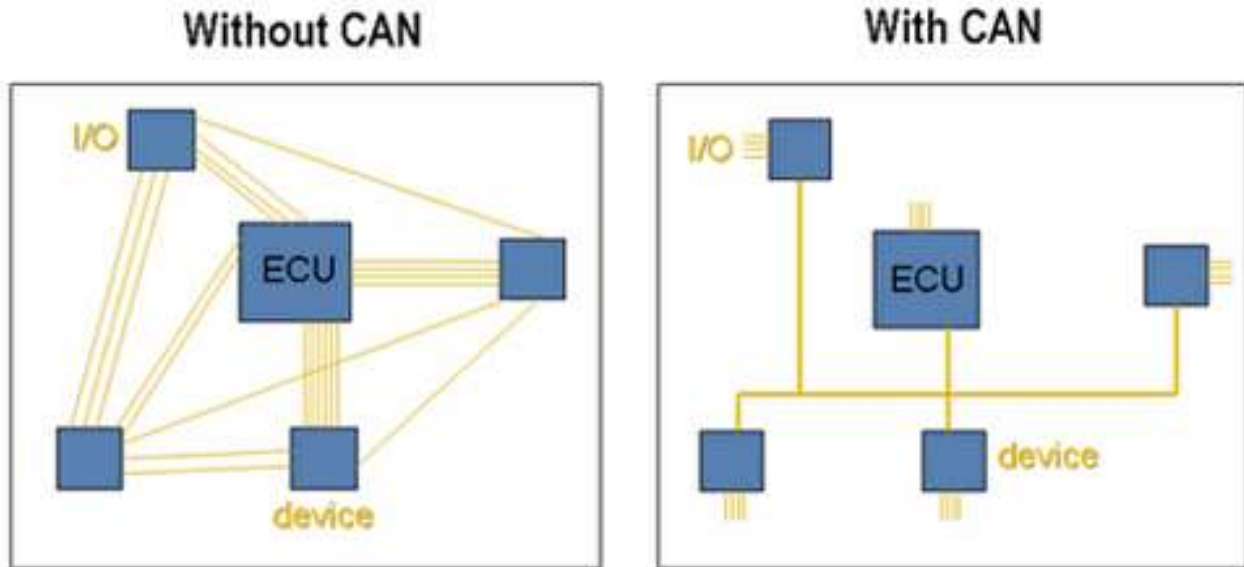 Without CAN
I/O
ECU
device
With CAN
I/O
ECU
device